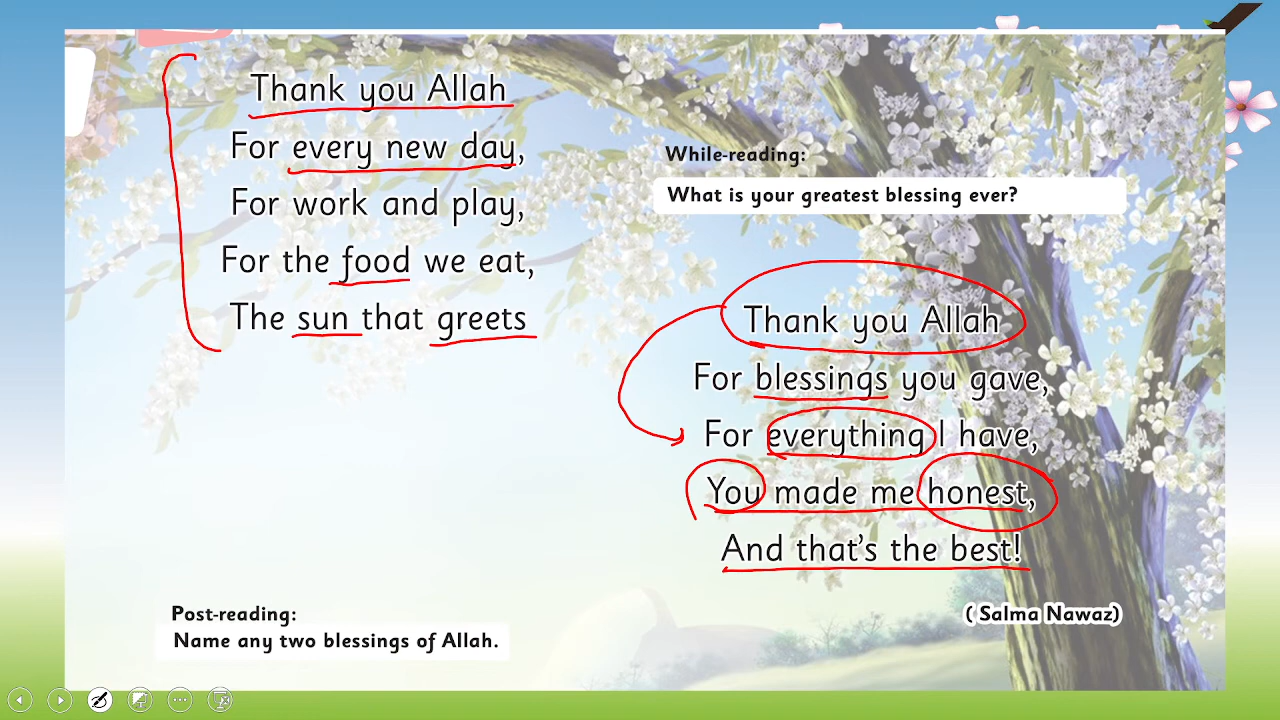 Thank you Allah
For every new day,
For work and play,
For the food we eat,
The sun that greets
While-reading:
What is your greatest blessing ever?
Thank you Allah
For blessings you gave,
For everything I have,
You made me honest,
And that's the best!
( Salma Nawaz)
Post-reading:
Name any two blessings of Allah.